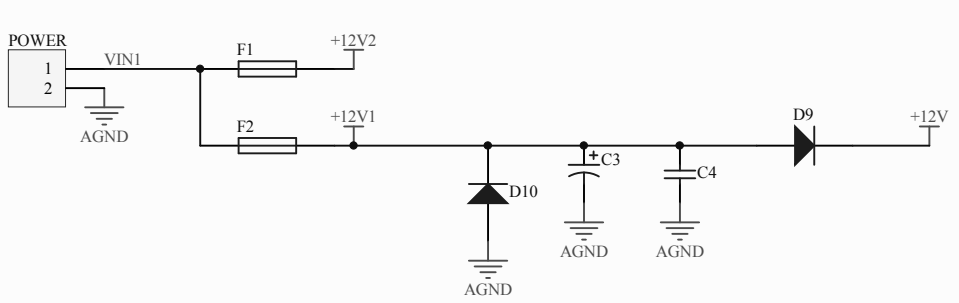 POWER
1
2
VIN1
AGND
F1
+12V2
F2
+12V1
D10
AGND
+
C3
AGND
C4
AGND
D9
+12V